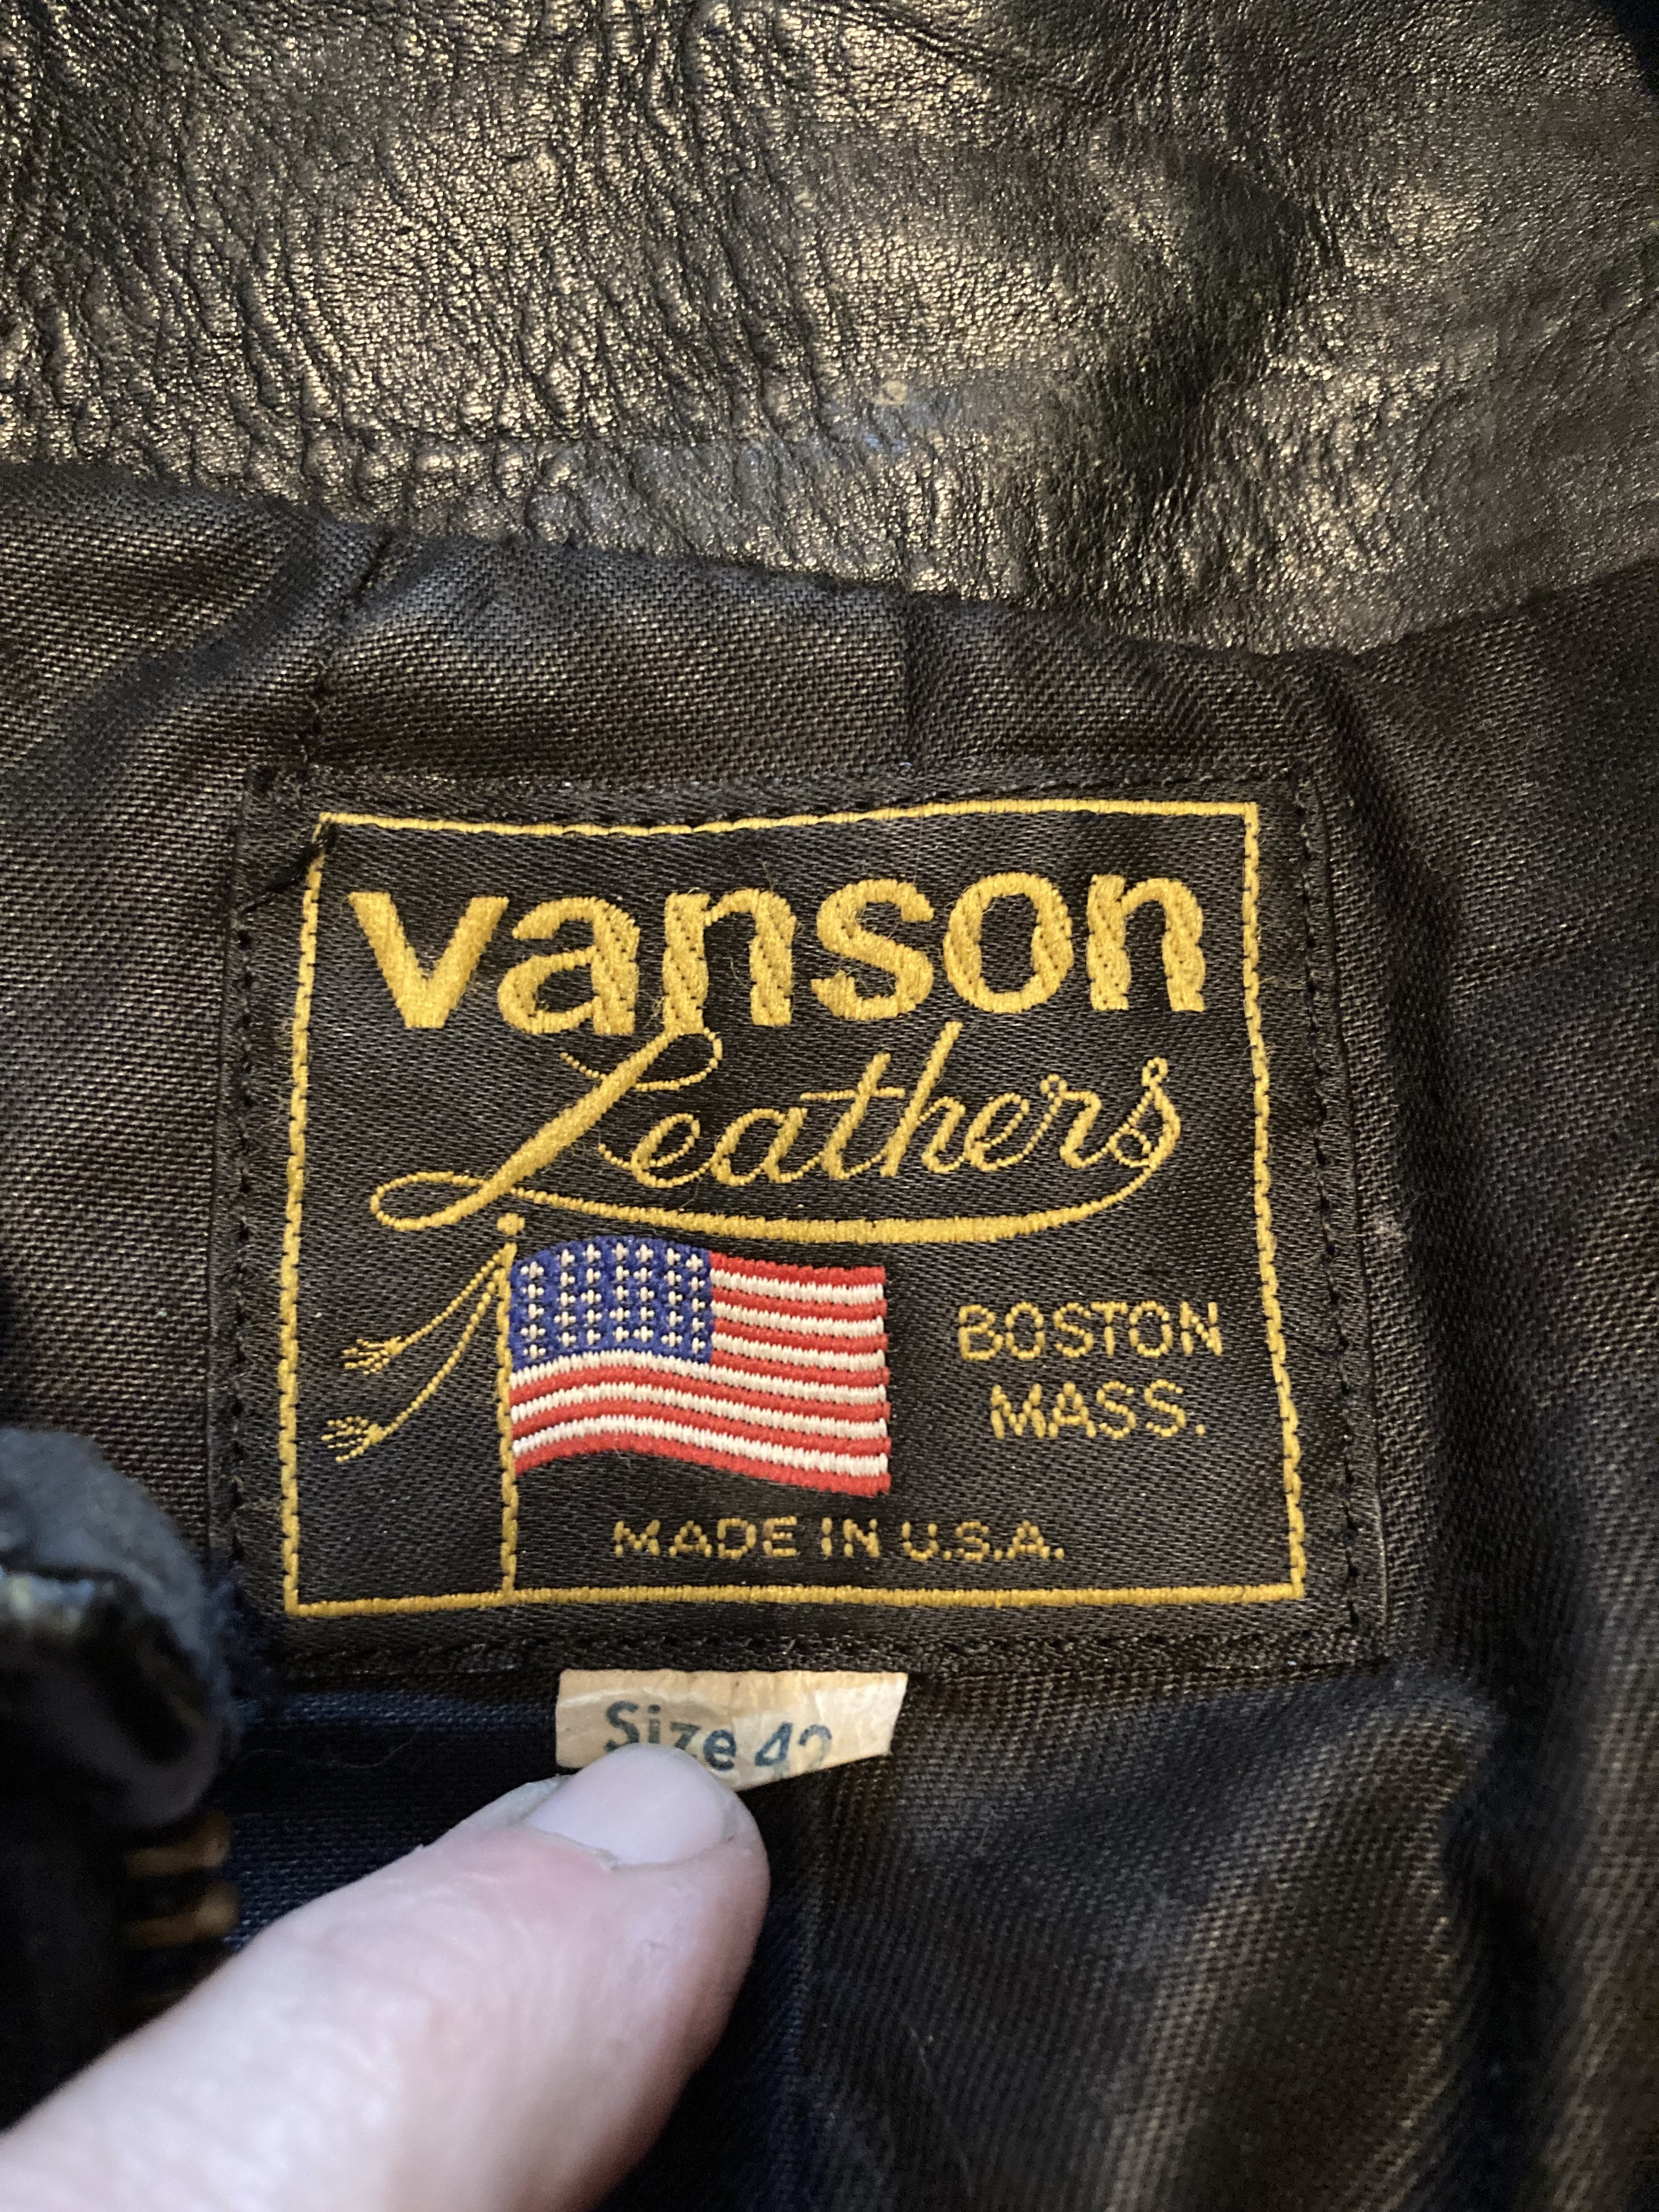 vanson
Leathers
BOSTON
MASS.
MADE IN U.S.A.
Size